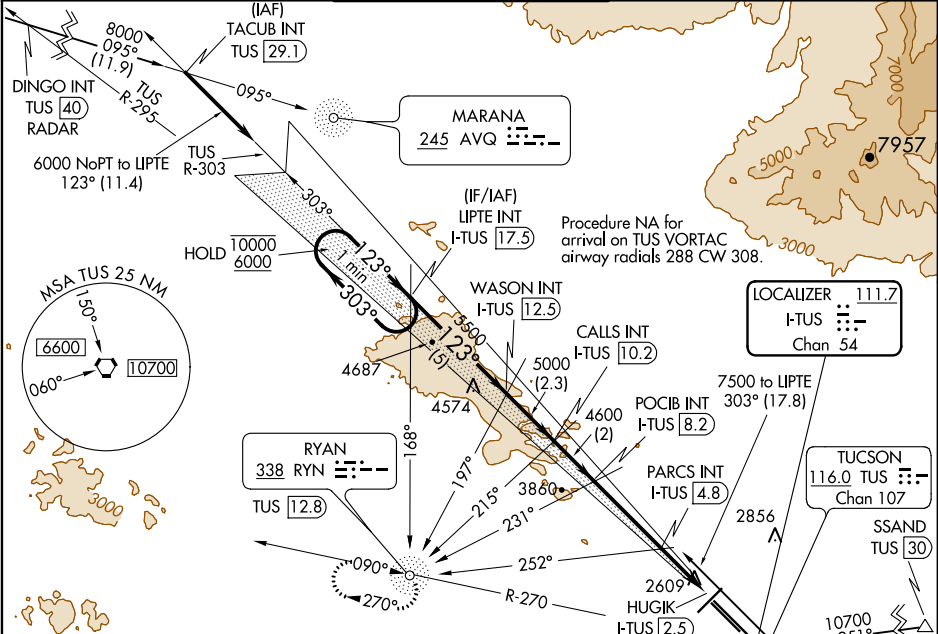 (IAF)
TACUB INT
TUS 29.1
8000
095°
(11.9)
DINGO INT
TUS 40
RADAR
TUS
R-295
095°
MARANA
245 AVQ
6000 NoPT to LIPTE
123° (11.4)
TUS
R-303
7000
5000
7957
3000
303°
(IF/IAF)
LIPTE INT
I-TUS 17.5
Procedure NA for
arrival on TUS VORTAC
airway radials 288 CW 308.
HOLD 10000
6000
123°
1 min
303°
MSA TUS 25 NM
150°
6600
10700
060°
WASON INT
I-TUS 12.5
LOCALIZER 111.7
I-TUS
Chan 54
5500
123°
(5)
4687
4574
CALLS INT
I-TUS 10.2
5000
(2.3)
7500 to LIPTE
303° (17.8)
4600
(2)
POCIB INT
I-TUS 8.2
RYAN
338 RYN
TUS 12.8
168°
197°
215°
231°
3860
PARCS INT
I-TUS 4.8
TUCSON
116.0 TUS
Chan 107
3000
2856
SSAND
TUS 30
090°
270°
252°
R-270
2609
HUGIK
I-TUS 2.5
10700